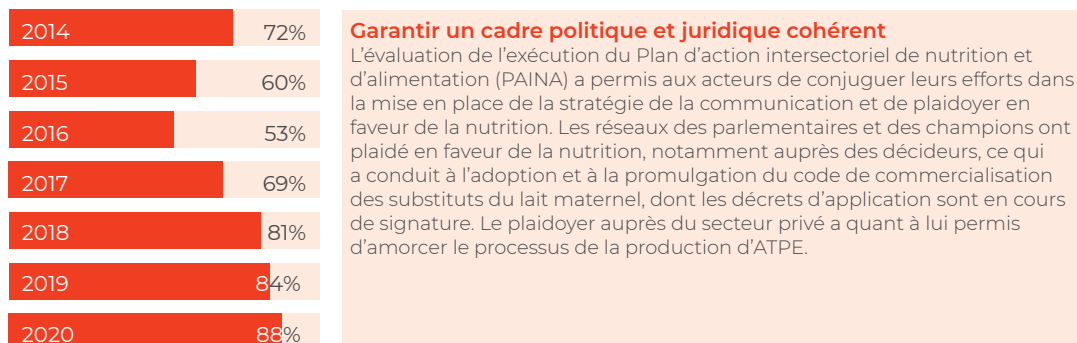 2014 72%
2015 60%
2016 53%
2017 69%
2018 81%
2019 84%
2020 88%
Garantir un cadre politique et juridique cohérent
L’évaluation de l’exécution du Plan d’action intersectoriel de nutrition et
d’alimentation (PAINA) a permis aux acteurs de conjuguer leurs efforts dans
la mise en place de la stratégie de la communication et de plaidoyer en
faveur de la nutrition. Les réseaux des parlementaires et des champions ont
plaidé en faveur de la nutrition, notamment auprès des décideurs, ce qui
a conduit à l’adoption et à la promulgation du code de commercialisation
des substituts du lait maternel, dont les décrets d’application sont en cours
de signature. Le plaidoyer auprès du secteur privé a quant à lui permis
d’amorcer le processus de la production d’ATPE.